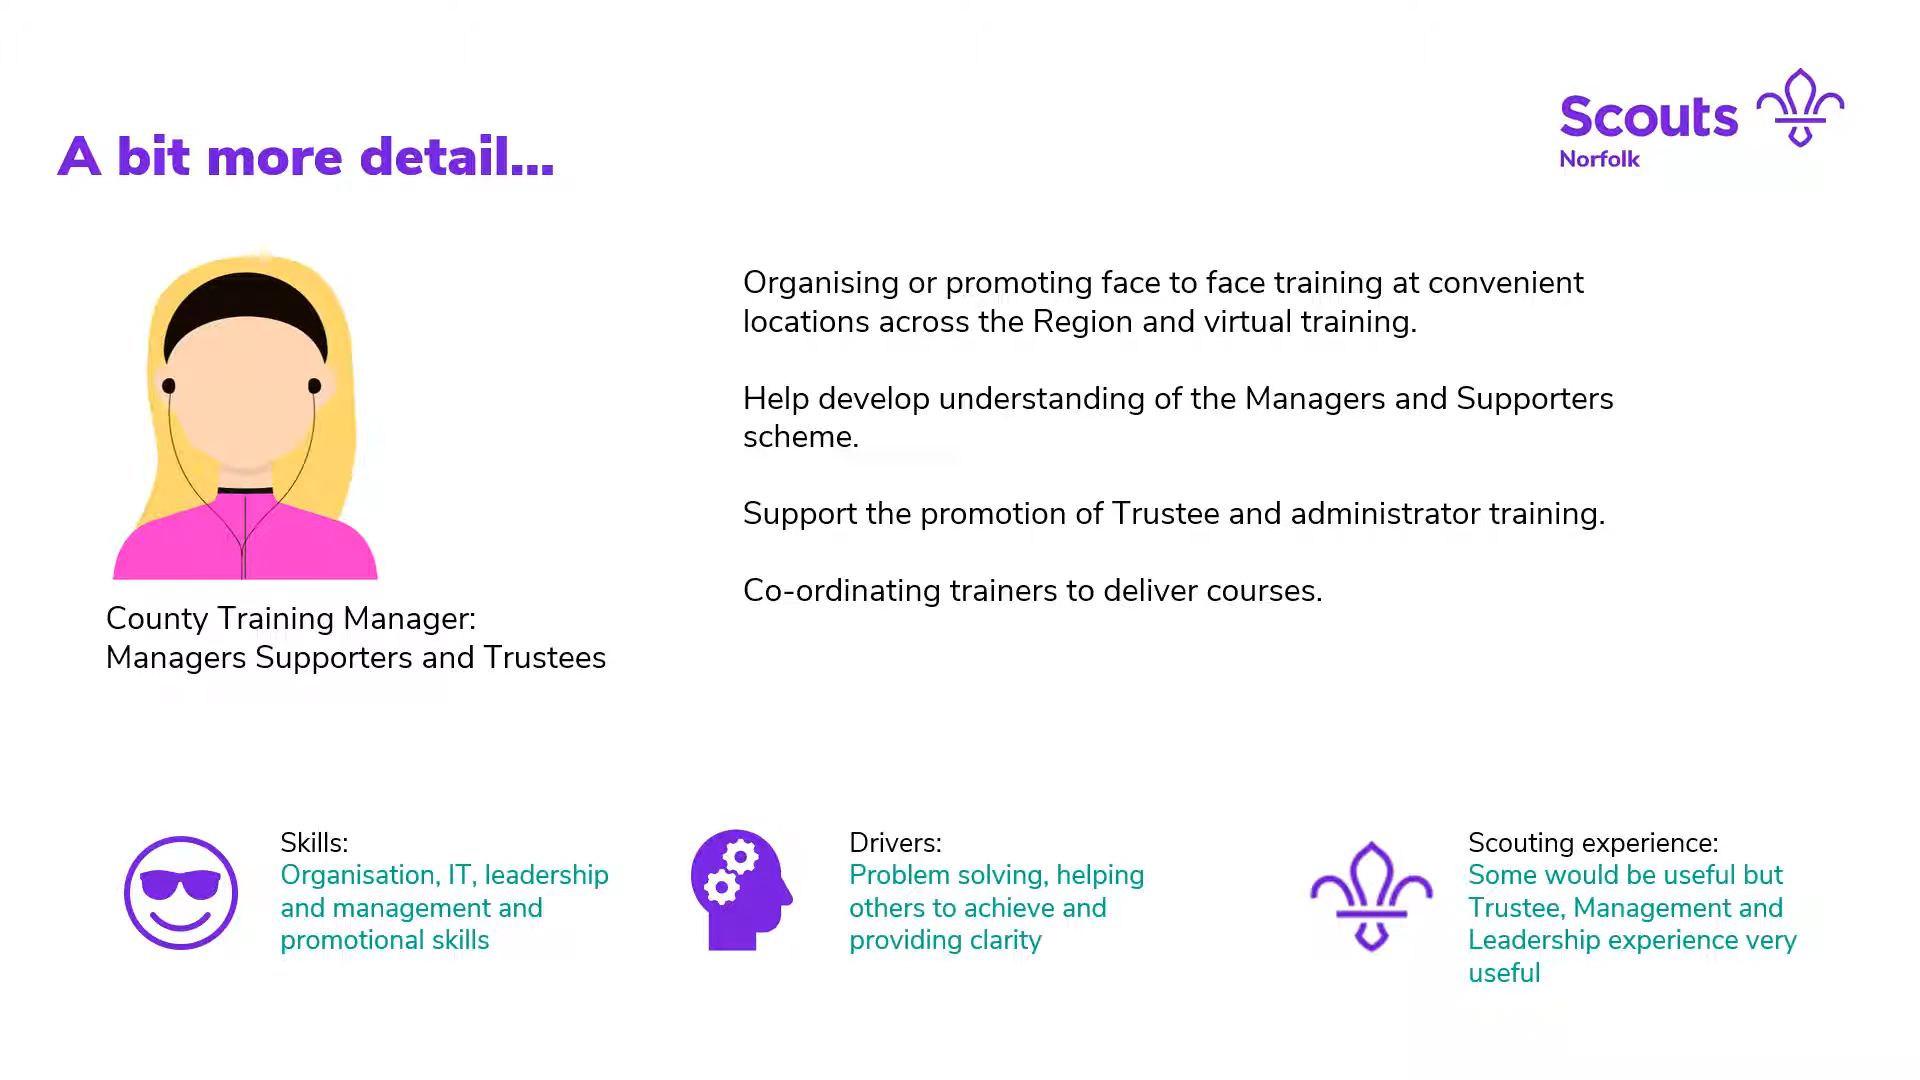 Scouts
Norfolk
A bit more detail...
Organising or promoting face to face training at convenient
locations across the Region and virtual training.
Help develop understanding of the Managers and Supporters
scheme.
Support the promotion of Trustee and administrator training.
Co-ordinating trainers to deliver courses.
County Training Manager:
Managers Supporters and Trustees
Skills:
Organisation, IT, leadership
and management and
promotional skills
Drivers:
Problem solving, helping
others to achieve and
providing clarity
Scouting experience:
Some would be useful but
Trustee, Management and
Leadership experience very
useful